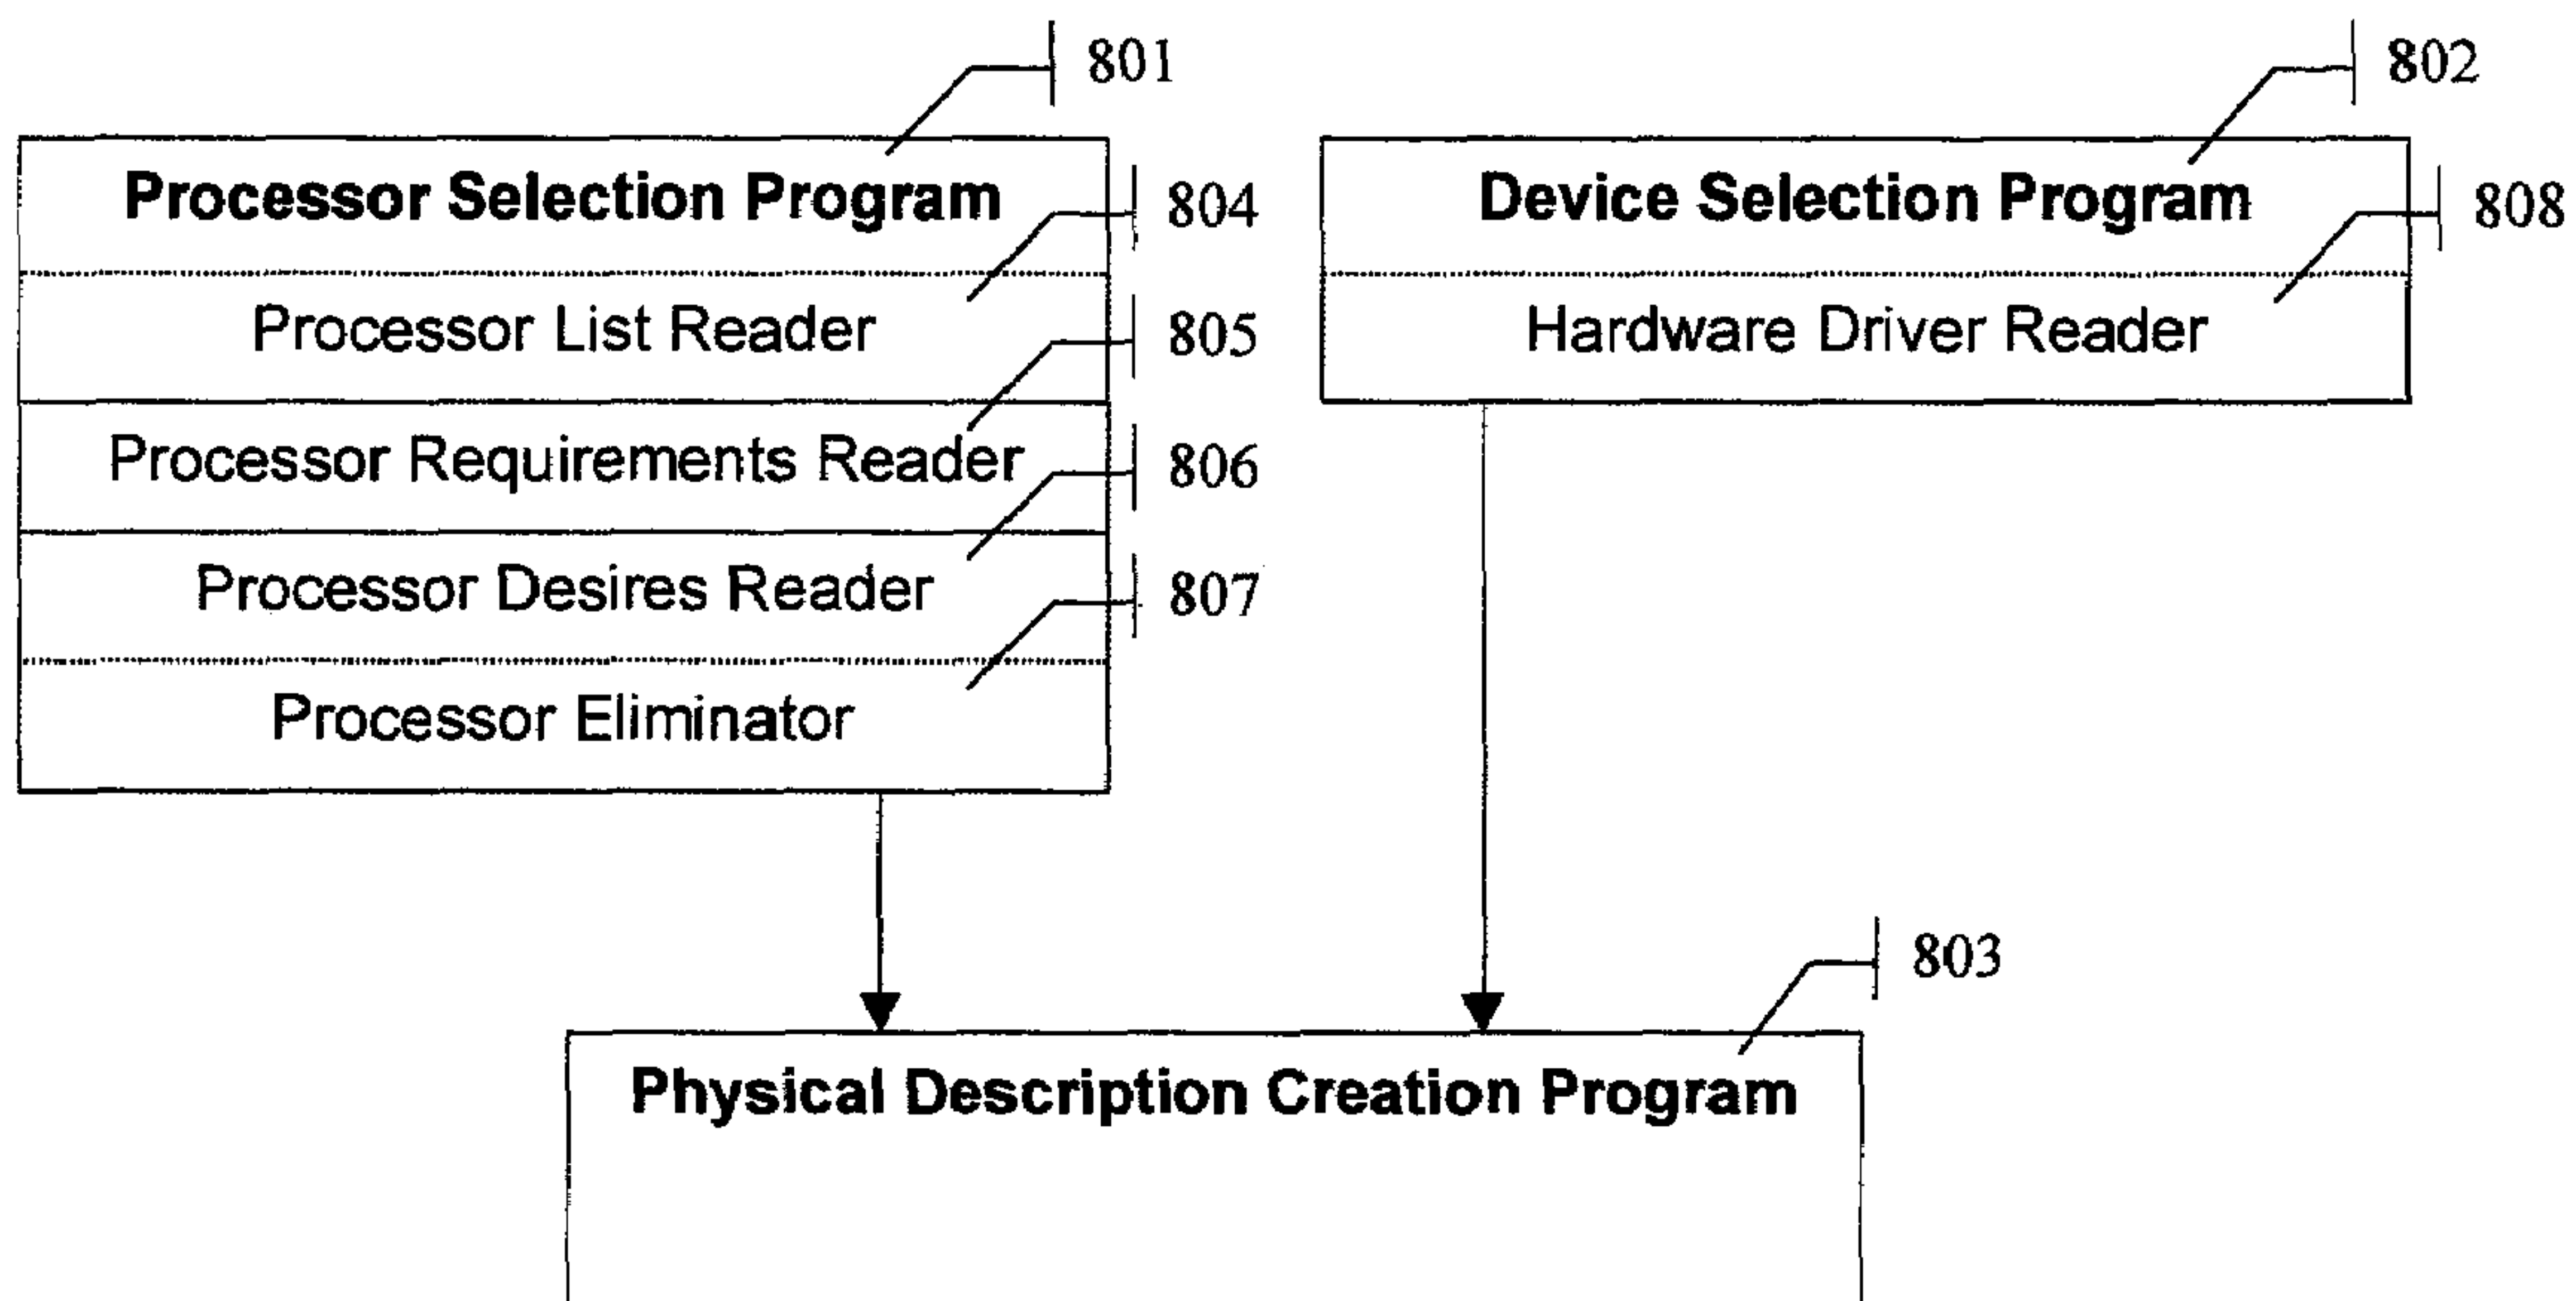 801
802
Processor Selection Program
804
Device Selection Program
808
Processor List Reader
805
Hardware Driver Reader
Processor Requirements Reader
806
Processor Desires Reader
807
Processor Eliminator
803
Physical Description Creation Program